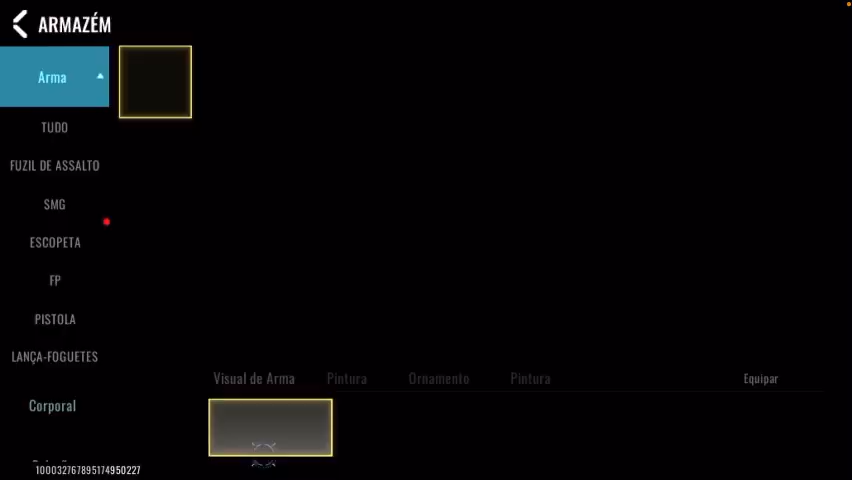 ARMAZÉM
Arma
TUDO
FUZIL DE ASSALTO
SMG
ESCOPETA
FP
PISTOLA
LANÇA-FOGUETES
Corporal
Visual de Arma Pintura Ornamento Pintura Equipar
100032767895174950227